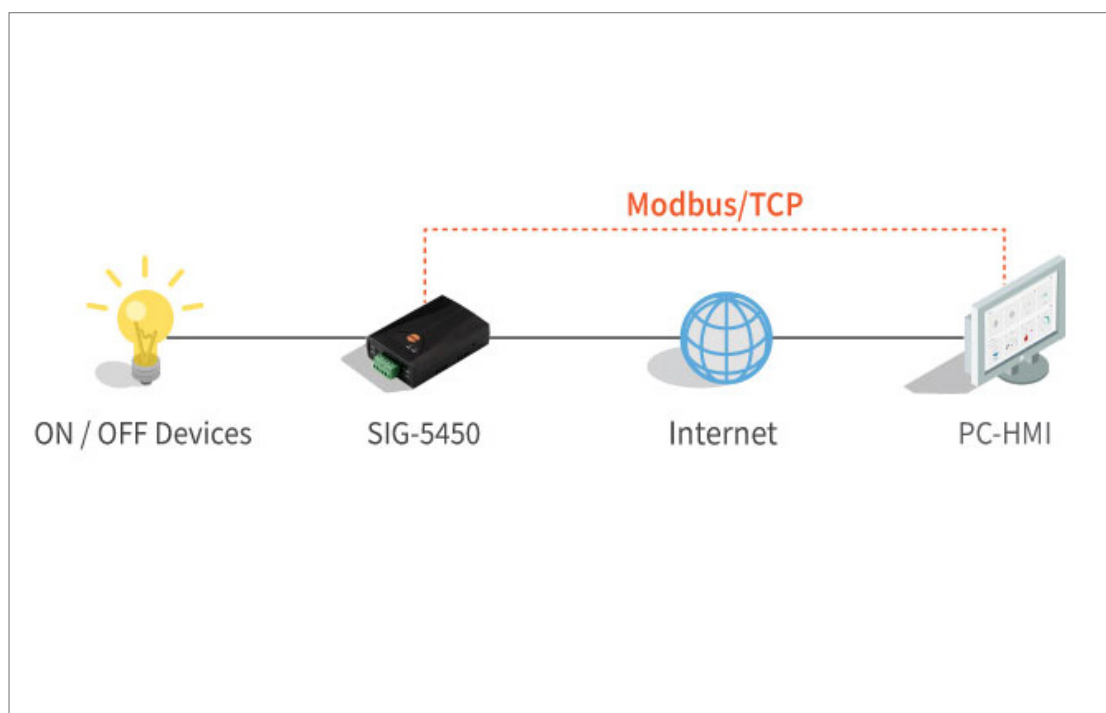 Modbus/TCP
ON / OFF Devices
SIG-5450
Internet
PC-HMI